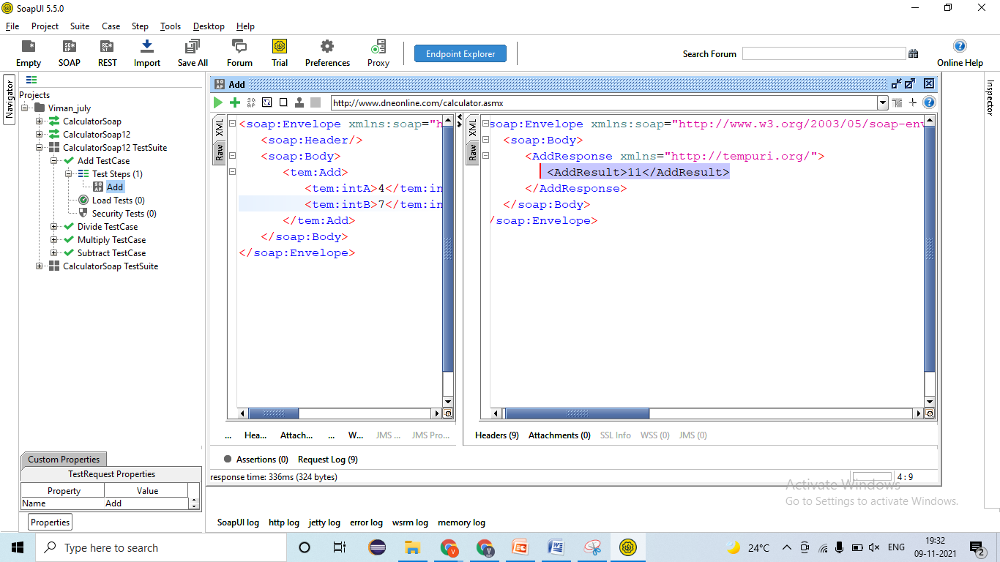 SoapUI 5.5.0
File Project Suite Case Step Tools Desktop Help
Empty SOAP REST Import Save All Forum Trial Preferences Proxy Endpoint Explorer Search Forum Online Help
Navigator
Projects
Viman_july
CalculatorSoap
CalculatorSoap12
CalculatorSoap12 TestSuite
Add TestCase
Test Steps (1)
Add
Load Tests (0)
Security Tests (0)
Divide TestCase
Multiply TestCase
Subtract TestCase
CalculatorSoap TestSuite
Custom Properties
TestRequest Properties
Property Value
Name Add
Properties
Add
http://www.dneonline.com/calculator.asmx
XML
Raw
<soap:Envelope xmlns:soap="h
<soap:Header/>
<soap:Body>
<tem:Add>
<tem:intA>4</tem:in
<tem:intB>7</tem:in
</tem:Add>
</soap:Body>
</soap:Envelope>
XML
Raw
soap:Envelope xmlns:soap="http://www.w3.org/2003/05/soap-env
<soap:Body>
<AddResponse xmlns="http://tempuri.org/">
<AddResult>11</AddResult>
</AddResponse>
</soap:Body>
/soap:Envelope>
... Hea... Attach... ... W... JMS ... JMS Pro...
Headers (9) Attachments (0) SSL Info WSS (0) JMS (0)
Assertions (0) Request Log (9)
response time: 336ms (324 bytes)
4:9
Inspector
Activate Windows
Go to Settings to activate Windows.
SoapUI log http log jetty log error log wsrm log memory log
Type here to search
24°C ENG
19:32
09-11-2021
2